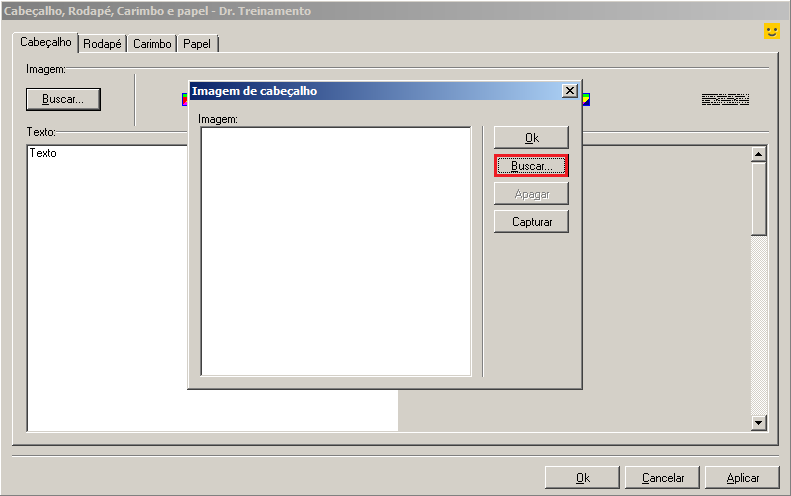 Cabeçalho, Rodapé, Carimbo e papel - Dr. Treinamento
Cabeçalho
Rodapé
Carimbo
Papel
Imagem:
Buscar...
Texto:
Texto
Imagem de cabeçalho
Imagem:
Ok
Buscar...
Apagar
Capturar
Ok
Cancelar
Aplicar